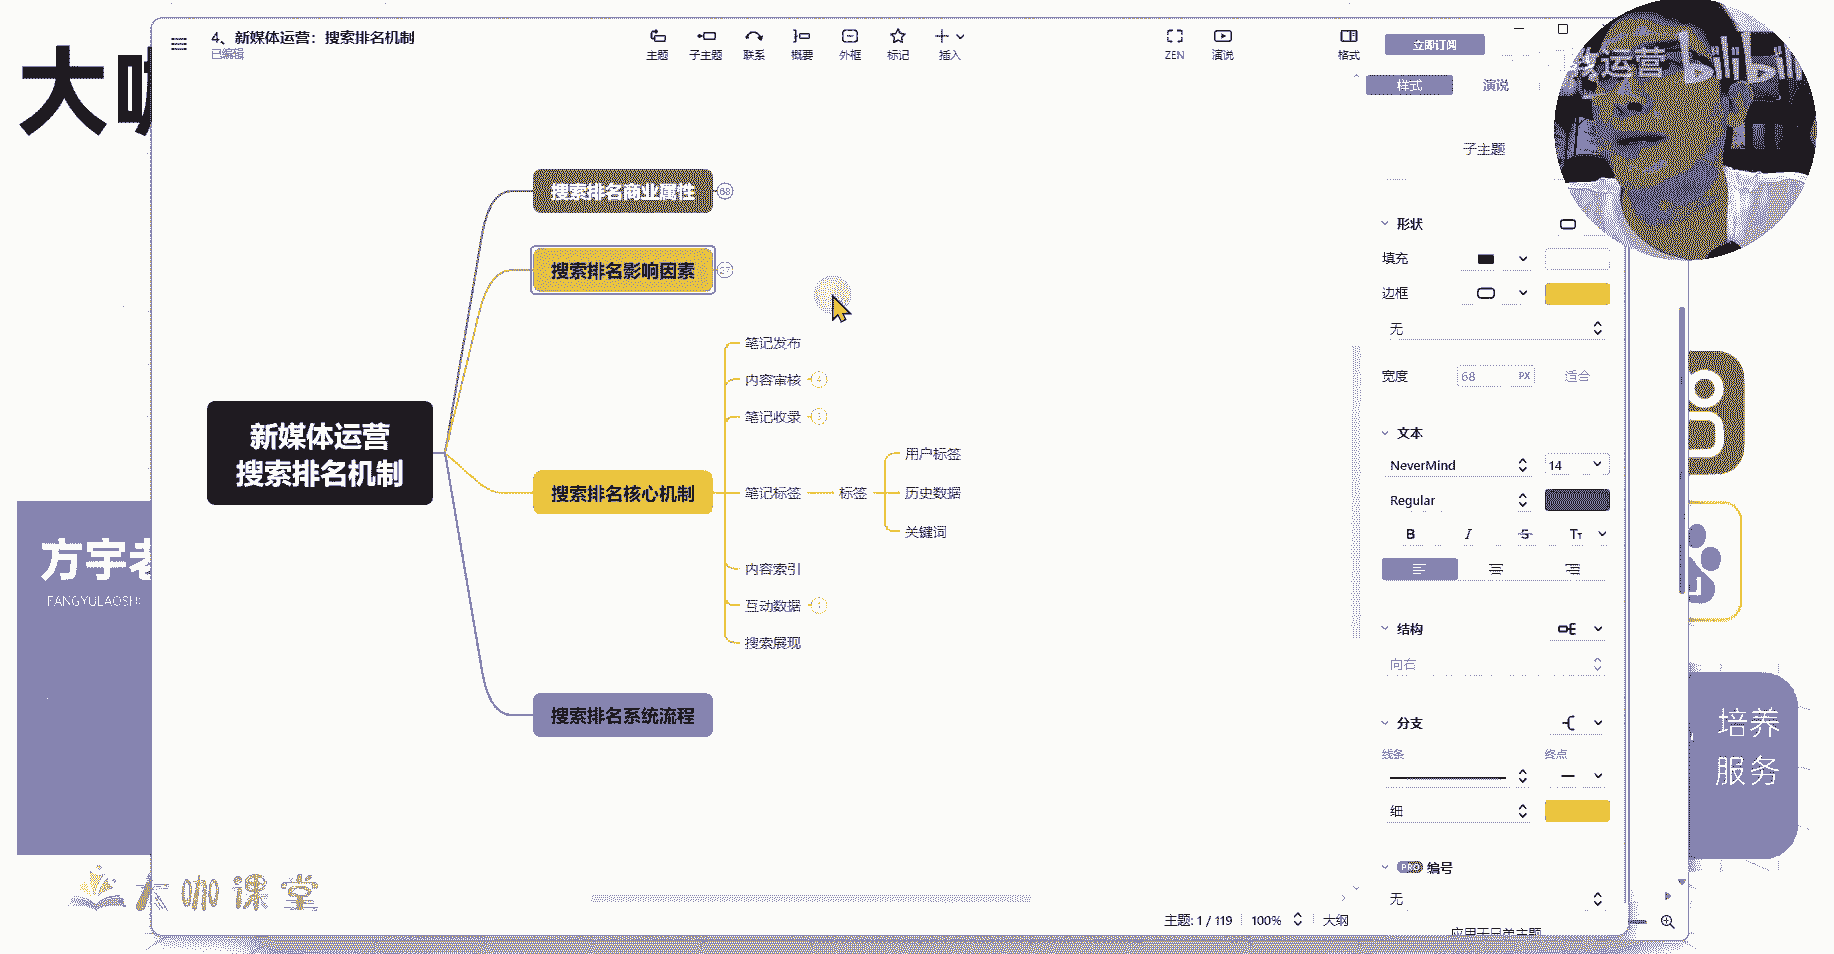 大咖
4、新媒体运营：搜索排名机制
已编辑
主题
子主题
联系
概要
外框
标记
插入
ZEN
演说
格式
立即订阅
运营 bilibili
样式
演说
子主题
搜索排名商业属性 68
搜索排名影响因素 37
新媒体运营
搜索排名机制
搜索排名核心机制
笔记发布
内容审核 4
笔记收录
笔记标签
标签
用户标签
历史数据
关键词
内容索引
互动数据
搜索展现
搜索排名系统流程
形状
填充
边框
无
宽度 68 PX 适合
文本
NeverMind 14
Regular
B I S Tт
结构
向右
分支
线条 终点
细
PRO 编号
无
应用于兄弟主题
主题: 1 / 119 100% 大纲
方宇老
FANGYULAOSHI
培养
服务
大咖课堂